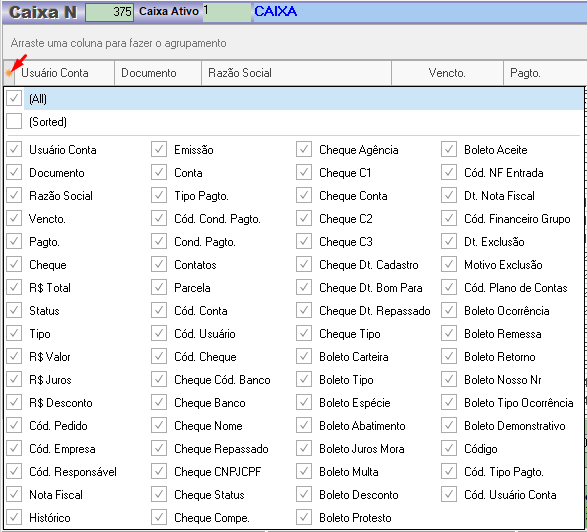 Caixa N 375 Caixa Ativo 1 CAIXA
Arraste uma coluna para fazer o agrupamento
Usuário Conta Documento Razão Social Vencto. Pagto.
(All)
(Sorted)
Usuário Conta Emissão Cheque Agência Boleto Aceite
Documento Conta Cheque C1 Cód. NF Entrada
Razão Social Tipo Pagto. Cheque Conta Dt. Nota Fiscal
Vencto. Cód. Cond. Pagto. Cheque C2 Cód. Financeiro Grupo
Pagto. Cond. Pagto. Cheque C3 Dt. Exclusão
Cheque Contatos Cheque Dt. Cadastro Motivo Exclusão
R$ Total Parcela Cheque Dt. Bom Para Cód. Plano de Contas
Status Cód. Conta Cheque Dt. Repassado Boleto Ocorrência
Tipo Cód. Usuário Cheque Tipo Boleto Remessa
R$ Valor Cód. Cheque Boleto Carteira Boleto Retorno
R$ Juros Cheque Cód. Banco Boleto Tipo Boleto Nosso Nr
R$ Desconto Cheque Banco Boleto Espécie Boleto Tipo Ocorrência
Cód. Pedido Cheque Nome Boleto Abatimento Boleto Demonstrativo
Cód. Empresa Cheque Repassado Boleto Juros Mora Código
Cód. Responsável Cheque CNPJCPF Boleto Multa Cód. Tipo Pagto.
Nota Fiscal Cheque Status Boleto Desconto Cód. Usuário Conta
Histórico Cheque Compe. Boleto Protesto